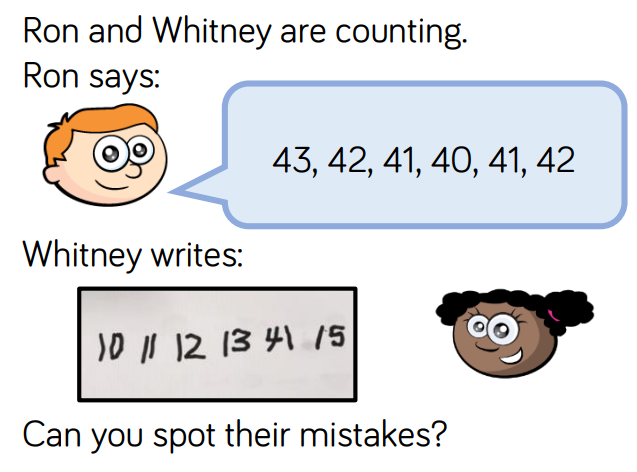 Ron and Whitney are counting.
Ron says:
43, 42, 41, 40, 41, 42
Whitney writes:
10 11 12 13 41 15
Can you spot their mistakes?